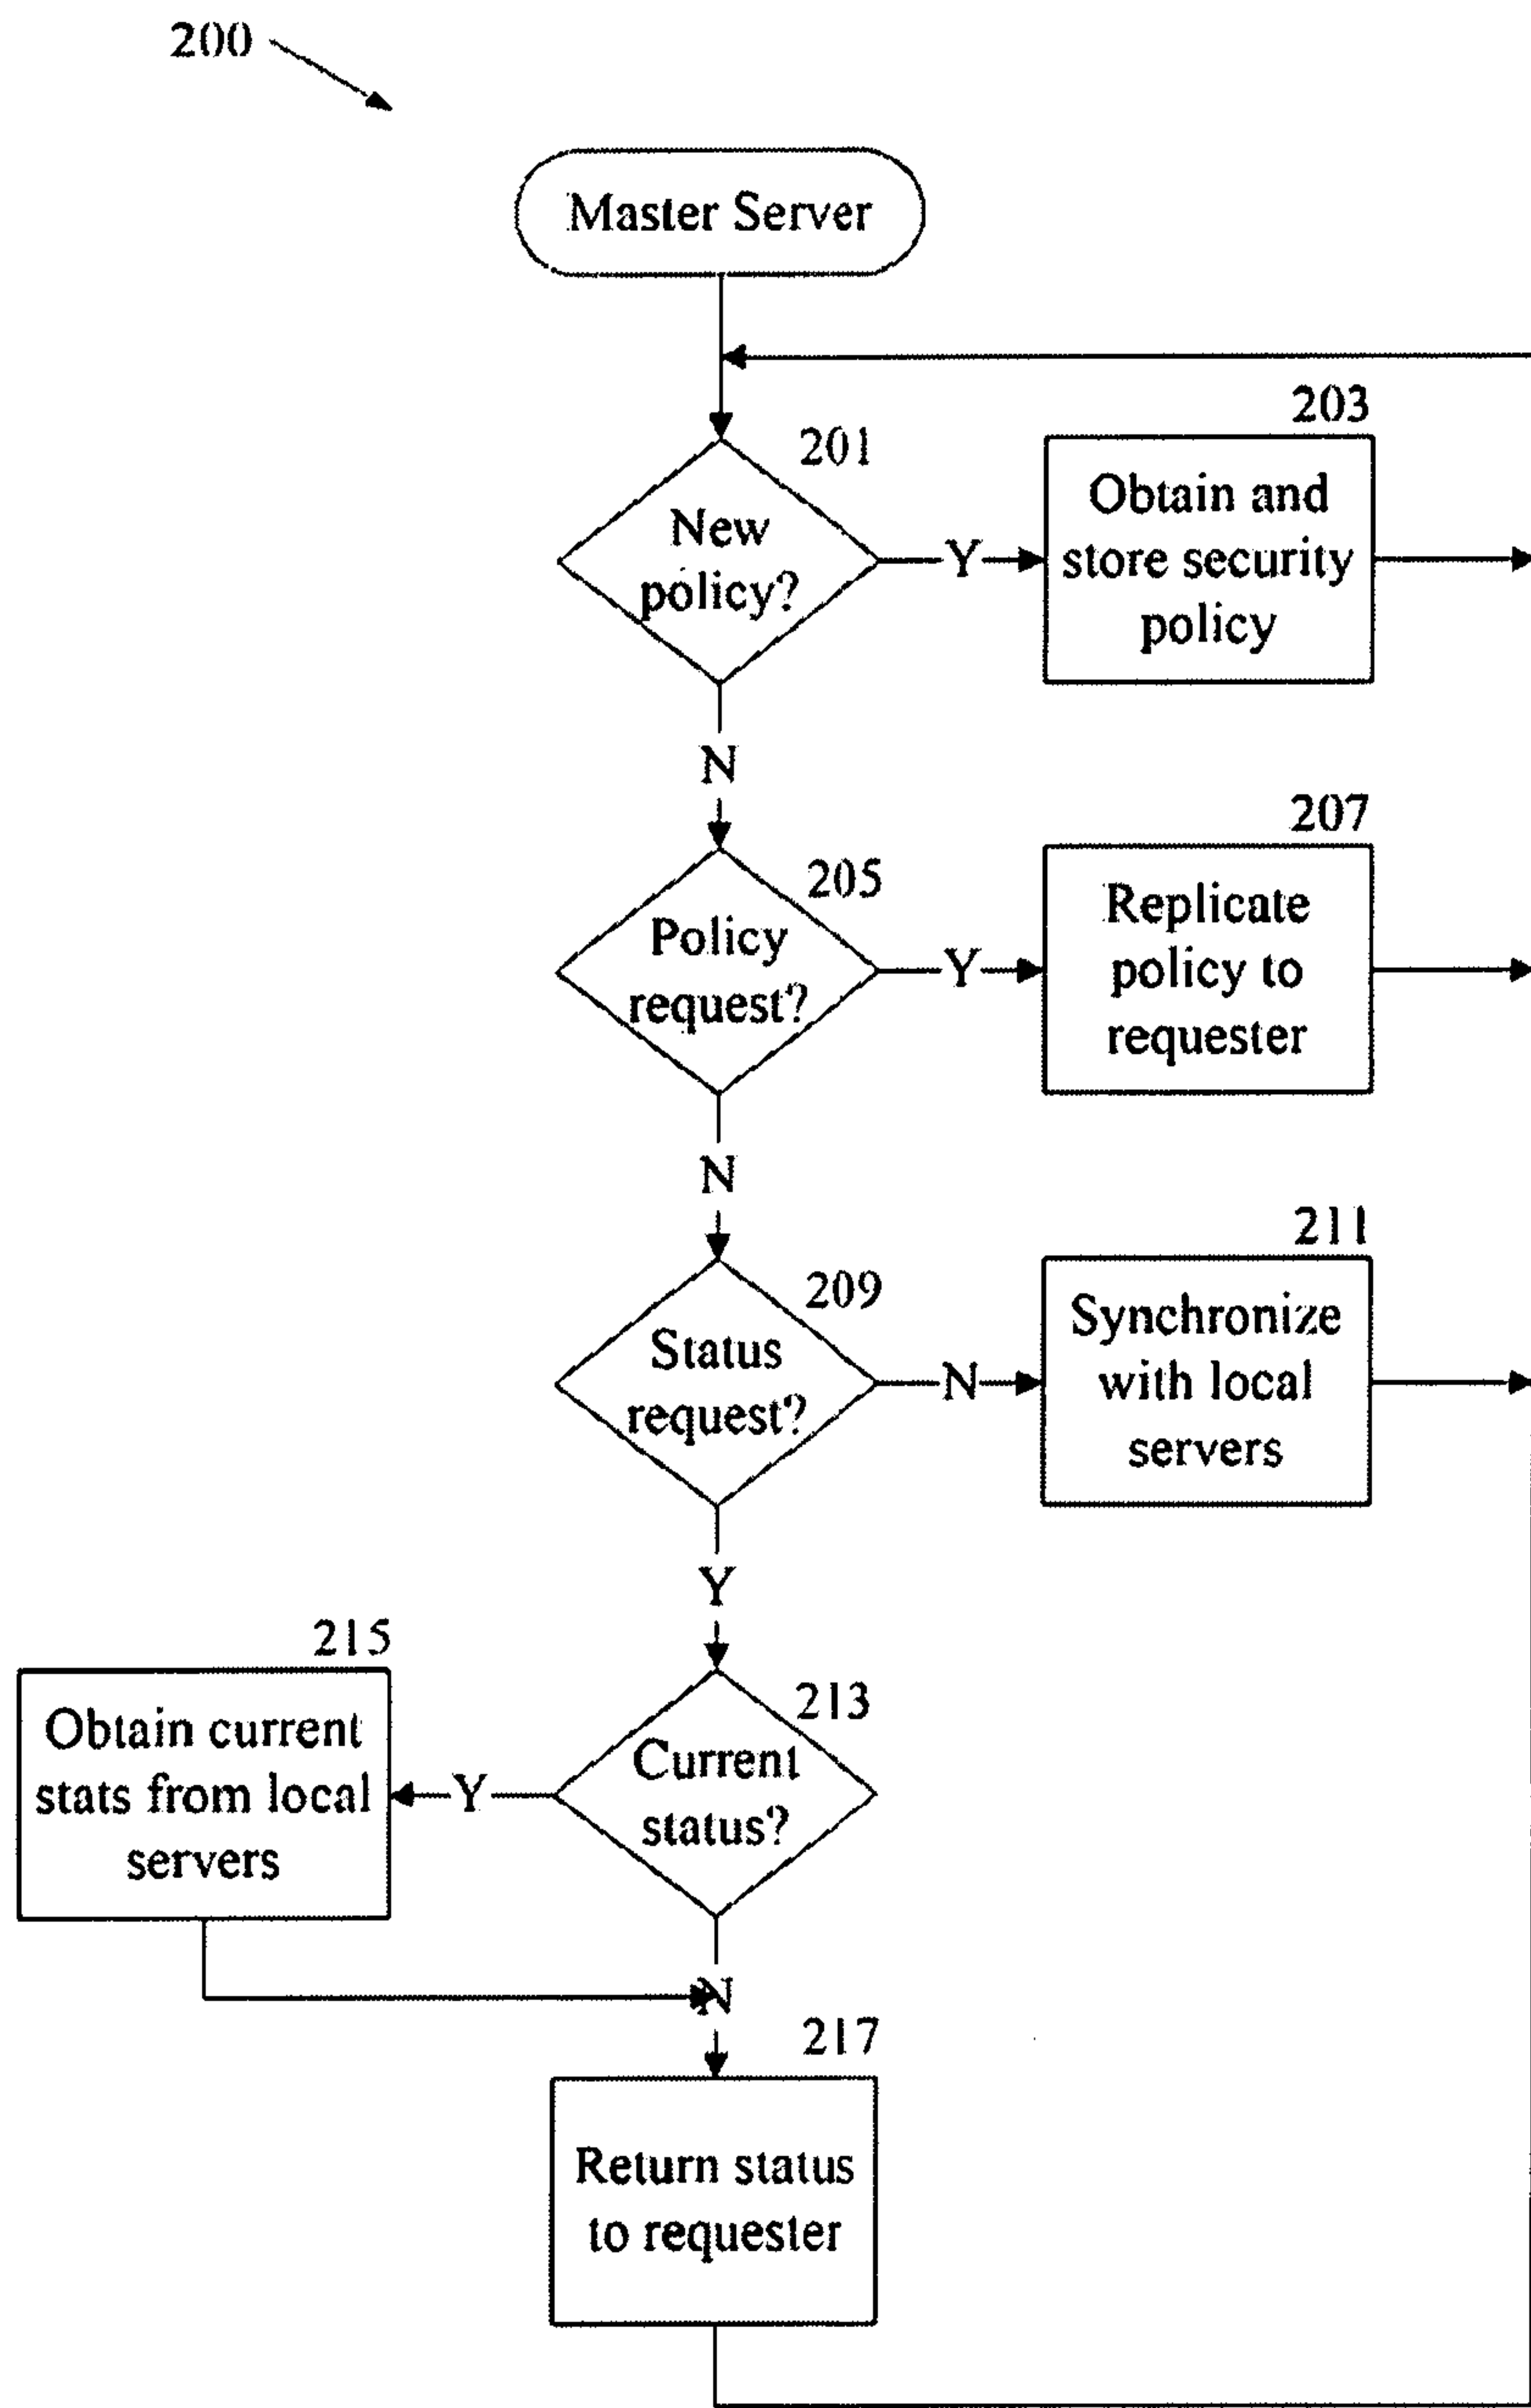 200
Master Server
201
New
policy?
Y
203
Obtain and
store security
policy
N
205
Policy
request?
Y
207
Replicate
policy to
requester
N
209
Status
request?
N
211
Synchronize
with local
servers
Y
213
Current
status?
Y
215
Obtain current
stats from local
servers
N
217
Return status
to requester